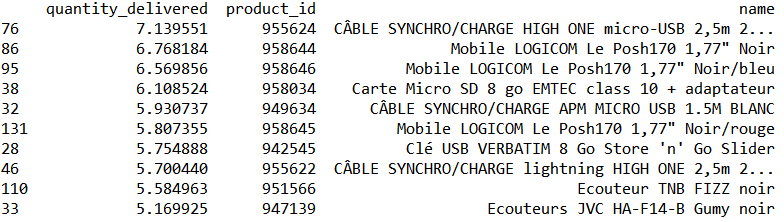 quantity_delivered product_id name
76 7.139551 955624 CÂBLE SYNCHRO/CHARGE HIGH ONE micro-USB 2,5m 2...
86 6.768184 958644 Mobile LOGICOM Le Posh170 1,77" Noir
95 6.569856 958646 Mobile LOGICOM Le Posh170 1,77" Noir/bleu
38 6.108524 958034 Carte Micro SD 8 go EMTEC class 10 + adaptateur
32 5.930737 949634 CÂBLE SYNCHRO/CHARGE APM MICRO USB 1.5M BLANC
131 5.807355 958645 Mobile LOGICOM Le Posh170 1,77" Noir/rouge
28 5.754888 942545 Clé USB VERBATIM 8 Go Store 'n' Go Slider
46 5.700440 955622 CÂBLE SYNCHRO/CHARGE lightning HIGH ONE 2,5m 2...
110 5.584963 951566 Ecouteur TNB FIZZ noir
33 5.169925 947139 Ecouteurs JVC HA-F14-B Gumy noir